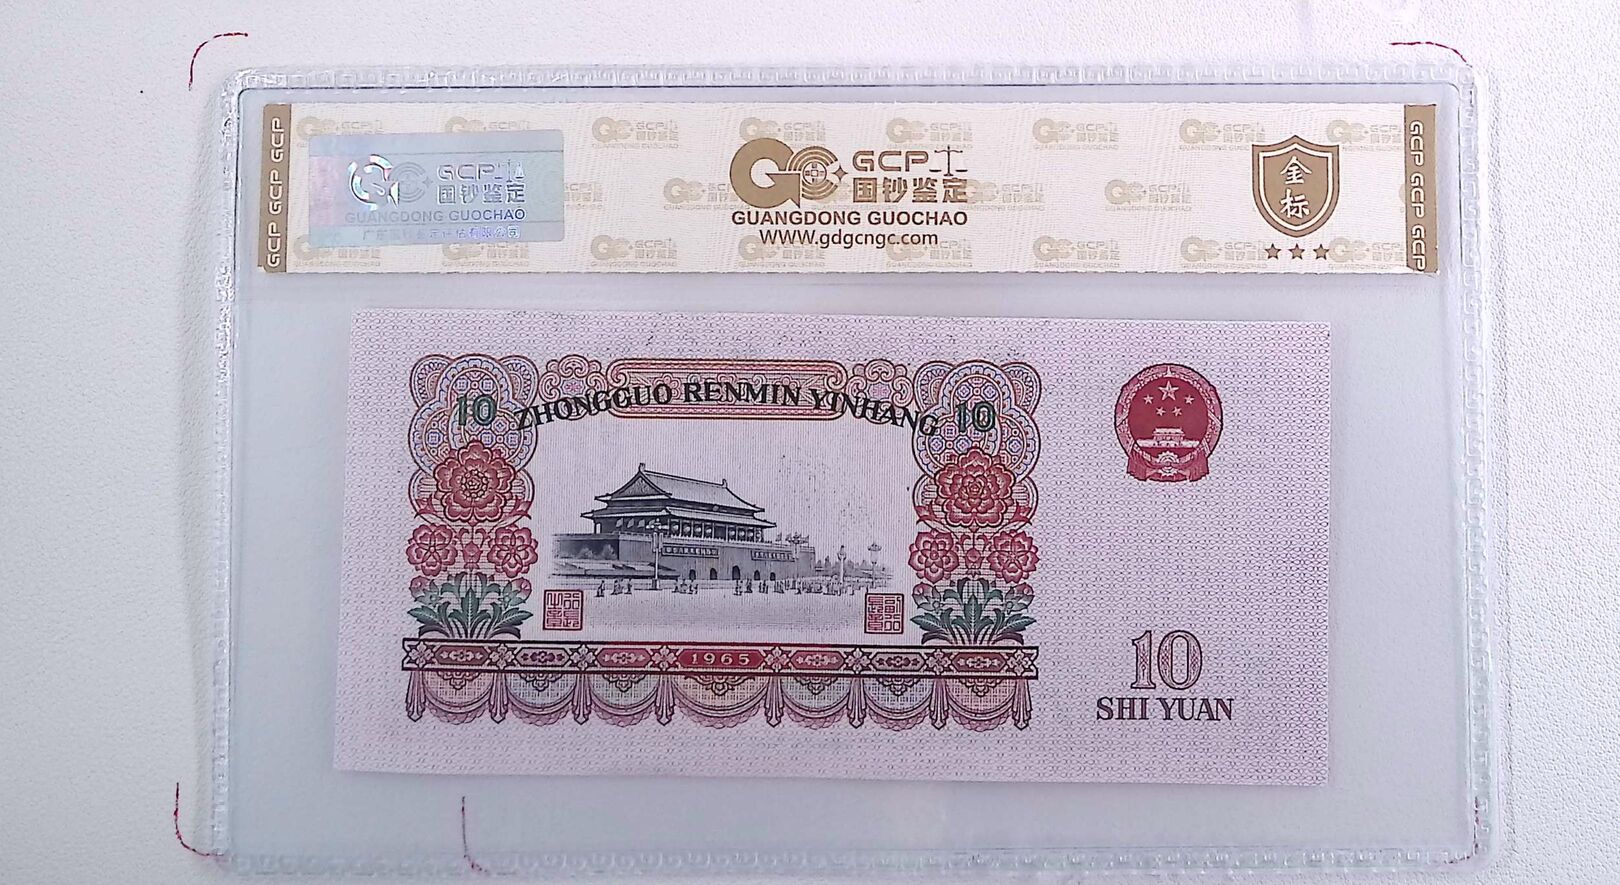 GCP GCP GCP
GCP
国钞鉴定
GUANGDONG GUOCHAO
GCP
国钞鉴定
GUANGDONG GUOCHAO
WWW.gdgcngc.com
金标
GCP GCP GCP
ZHONGGUO RENMIN YINHANG
10
10
1965
10
SHI YUAN